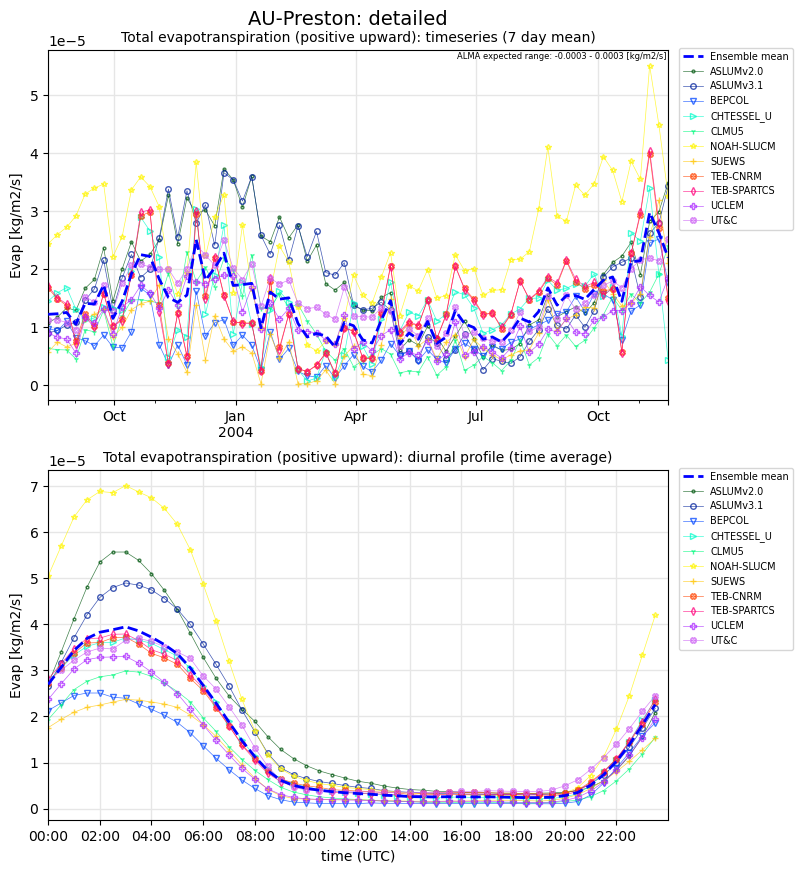 AU-Preston: detailed
Total evapotranspiration (positive upward): timeseries (7 day mean)
1e−5
ALMA expected range: -0.0003 - 0.0003 [kg/m2/s]
Evap [kg/m2/s]
5
4
3
2
1
0
Oct
Jan
2004
Apr
Jul
Oct
Ensemble mean
ASLUMv2.0
ASLUMv3.1
BEPCOL
CHTESSEL_U
CLMU5
NOAH-SLUCM
SUEWS
TEB-CNRM
TEB-SPARTCS
UCLEM
UT&C
Total evapotranspiration (positive upward): diurnal profile (time average)
1e−5
Evap [kg/m2/s]
7
6
5
4
3
2
1
0
00:00
02:00
04:00
06:00
08:00
10:00
12:00
14:00
16:00
18:00
20:00
22:00
time (UTC)
Ensemble mean
ASLUMv2.0
ASLUMv3.1
BEPCOL
CHTESSEL_U
CLMU5
NOAH-SLUCM
SUEWS
TEB-CNRM
TEB-SPARTCS
UCLEM
UT&C